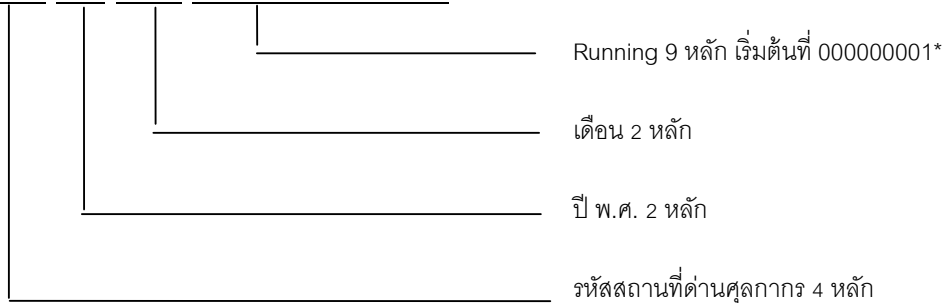 Running 9 หลัก เริ่มต้นที่ 000000001*
เดือน 2 หลัก
ปี พ.ศ. 2 หลัก
รหัสสถานที่ด่านศุลกากร 4 หลัก